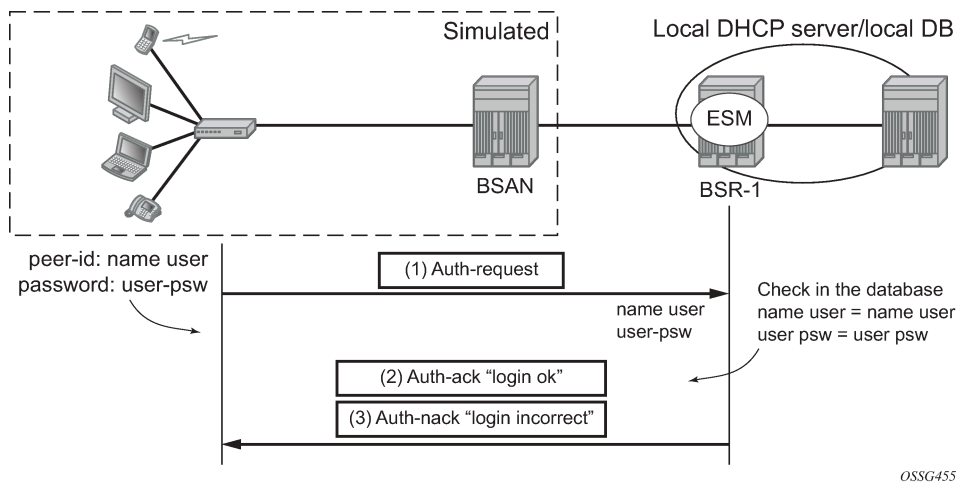 Simulated
Local DHCP server/local DB
ESM
BSAN
BSR-1
peer-id: name user
password: user-psw
(1) Auth-request
name user
user-psw
Check in the database
name user = name user
user psw = user psw
(2) Auth-ack “login ok”
(3) Auth-nack “login incorrect”
OSSG455